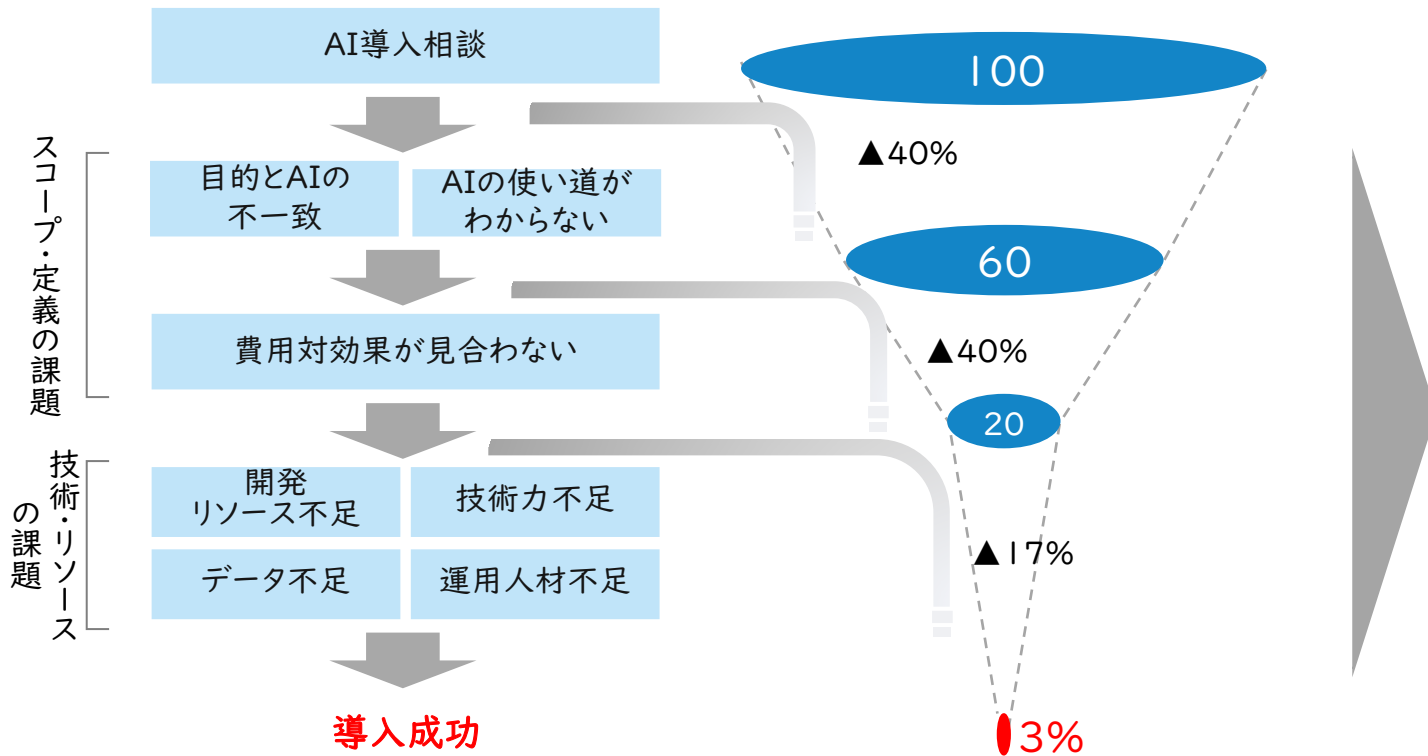 AI導入相談
100
▲40%
スコープ・定義の課題
目的とAIの
不一致
AIの使い道が
わからない
60
費用対効果が見合わない
▲40%
20
技術・リソース
の課題
開発
リソース不足
技術力不足
データ不足
運用人材不足
▲17%
導入成功
3%